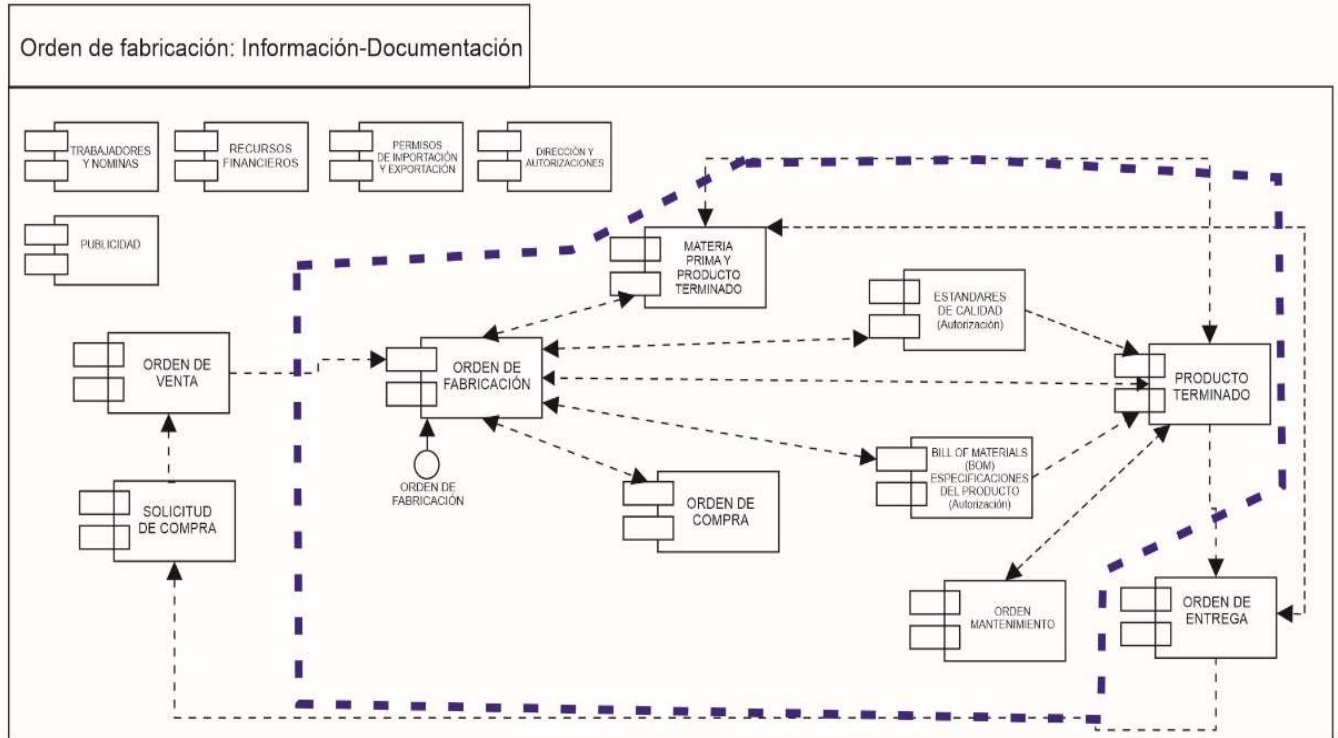 Orden de fabricación: Información-Documentación
TRABAJADORES
Y NOMINAS
RECURSOS
FINANCIEROS
PERMISOS
DE IMPORTACIÓN
Y EXPORTACIÓN
DIRECCIÓN Y
AUTORIZACIONES
PUBLICIDAD
MATERIA
PRIMA Y
PRODUCTO
TERMINADO
ESTANDARES
DE CALIDAD
(Autorización)
ORDEN DE
VENTA
ORDEN DE
FABRICACIÓN
PRODUCTO
TERMINADO
ORDEN DE
FABRICACIÓN
BILL OF MATERIALS
(BOM)
ESPECIFICACIONES
DEL PRODUCTO
(Autorización)
SOLICITUD
DE COMPRA
ORDEN DE
COMPRA
ORDEN
MANTENIMIENTO
ORDEN DE
ENTREGA